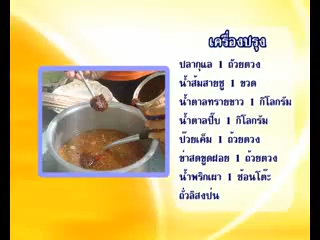 เครื่องปรุง
ปลากุแล 1 ถ้วยตวง
น้ำส้มสายชู 1 ขวด
น้ำตาลทรายขาว 1 กิโลกรัม
น้ำตาลปี๊บ 1 กิโลกรัม
บ๊วยเค็ม 1 ถ้วยตวง
ข่าสดขูดฝอย 1 ถ้วยตวง
น้ำพริกเผา 1 ช้อนโต๊ะ
ถั่วลิสงป่น